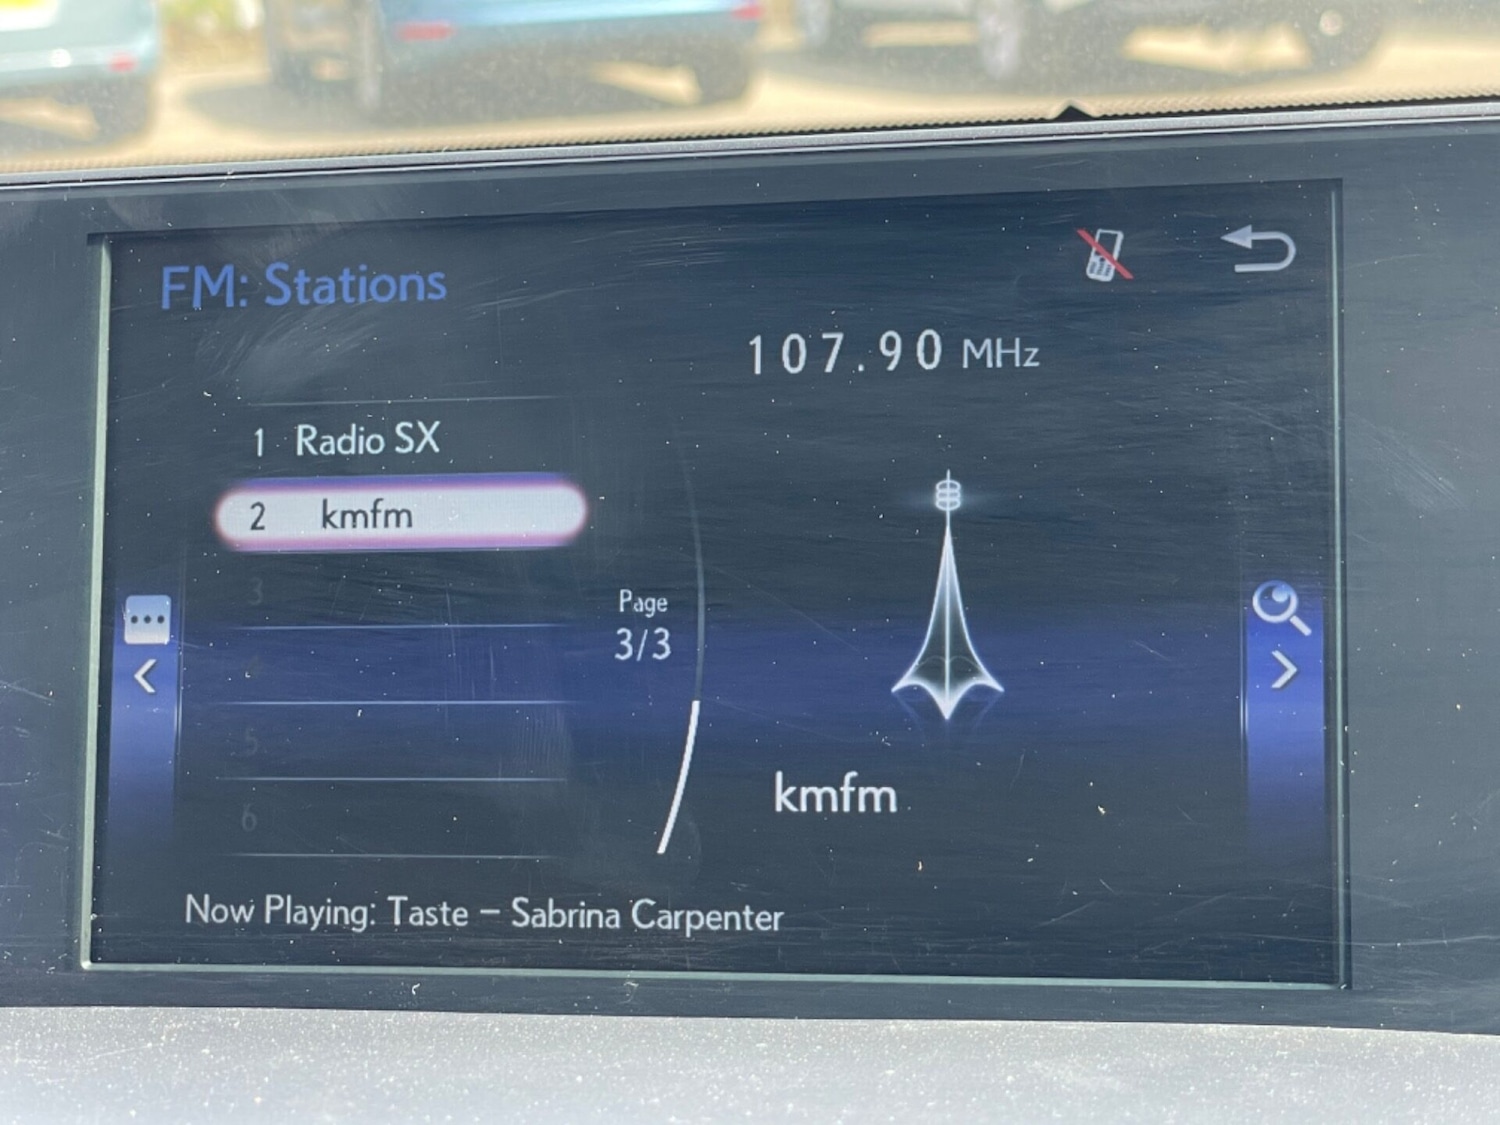 FM: Stations
107.90 MHz
1 Radio SX
2 kmfm
3
Page
3/3
5
6
kmfm
Now Playing: Taste – Sabrina Carpenter